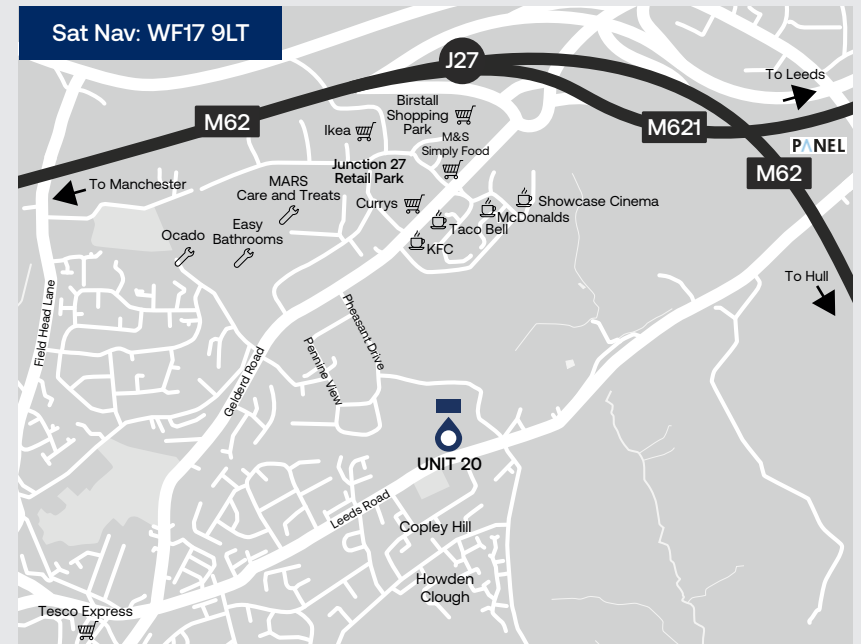 Sat Nav: WF17 9LT
J27
To Leeds
M62
Birstall
Shopping
Park
Ikea
M&S
Simply Food
M621
PANEL
M62
Junction 27
Retail Park
To Manchester
MARS
Care and Treats
Currys
Showcase Cinema
McDonalds
Taco Bell
KFC
Ocado
Easy
Bathrooms
To Hull
Field Head Lane
Pheasant Drive
Pennine View
Gelderd Road
UNIT 20
Leeds Road
Copley Hill
Howden
Clough
Tesco Express